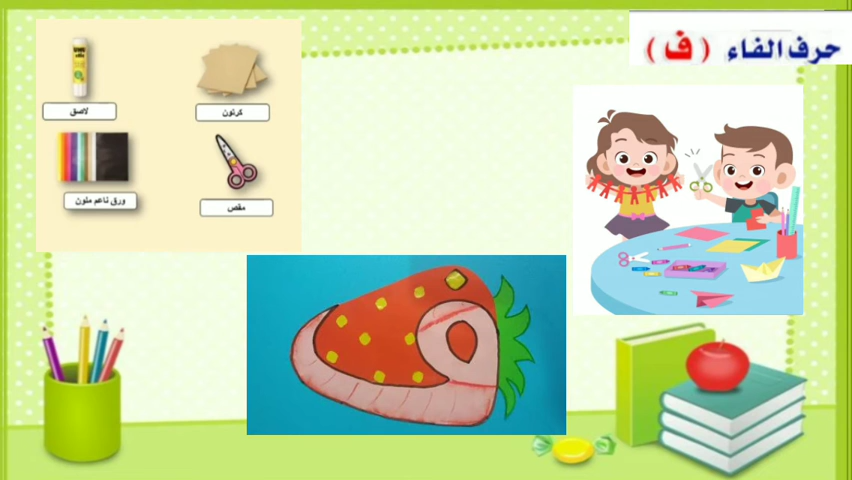 حرف الفاء ( ف )
كرتون
لاصق
مقص
ورق ناعم ملون